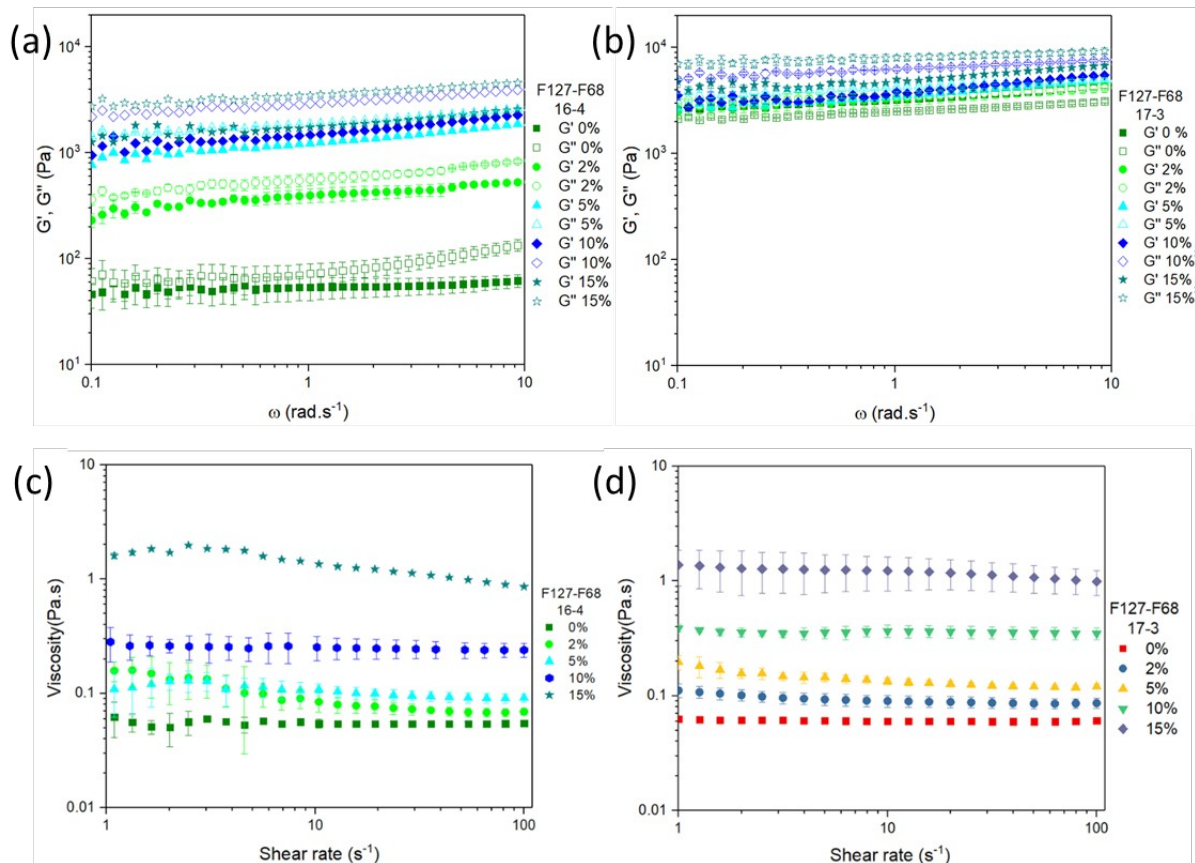 (a)
10⁴
10³
10²
10¹
G', G'' (Pa)
0.1
1
10
ω (rad.s⁻¹)
F127-F68
16-4
G' 0%
G'' 0%
G' 2%
G'' 2%
G' 5%
G'' 5%
G' 10%
G'' 10%
G' 15%
G'' 15%
(b)
10⁴
10³
10²
10¹
G', G'' (Pa)
0.1
1
10
ω (rad.s⁻¹)
F127-F68
17-3
G' 0 %
G'' 0%
G' 2%
G'' 2%
G' 5%
G'' 5%
G' 10%
G'' 10%
G' 15%
G'' 15%
(c)
10
1
0.1
0.01
Viscosity(Pa.s)
1
10
100
Shear rate (s⁻¹)
F127-F68
16-4
0%
2%
5%
10%
15%
(d)
10
1
0.1
0.01
Viscosity(Pa.s)
1
10
100
Shear rate (s⁻¹)
F127-F68
17-3
0%
2%
5%
10%
15%